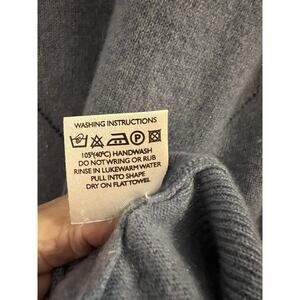 WASHING INSTRUCTIONS
105°(40°C) HANDWASH
DO NOT WRING OR RUB
RINSE IN LUKEWARM WATER
PULL INTO SHAPE
DRY ON FLAT TOWEL